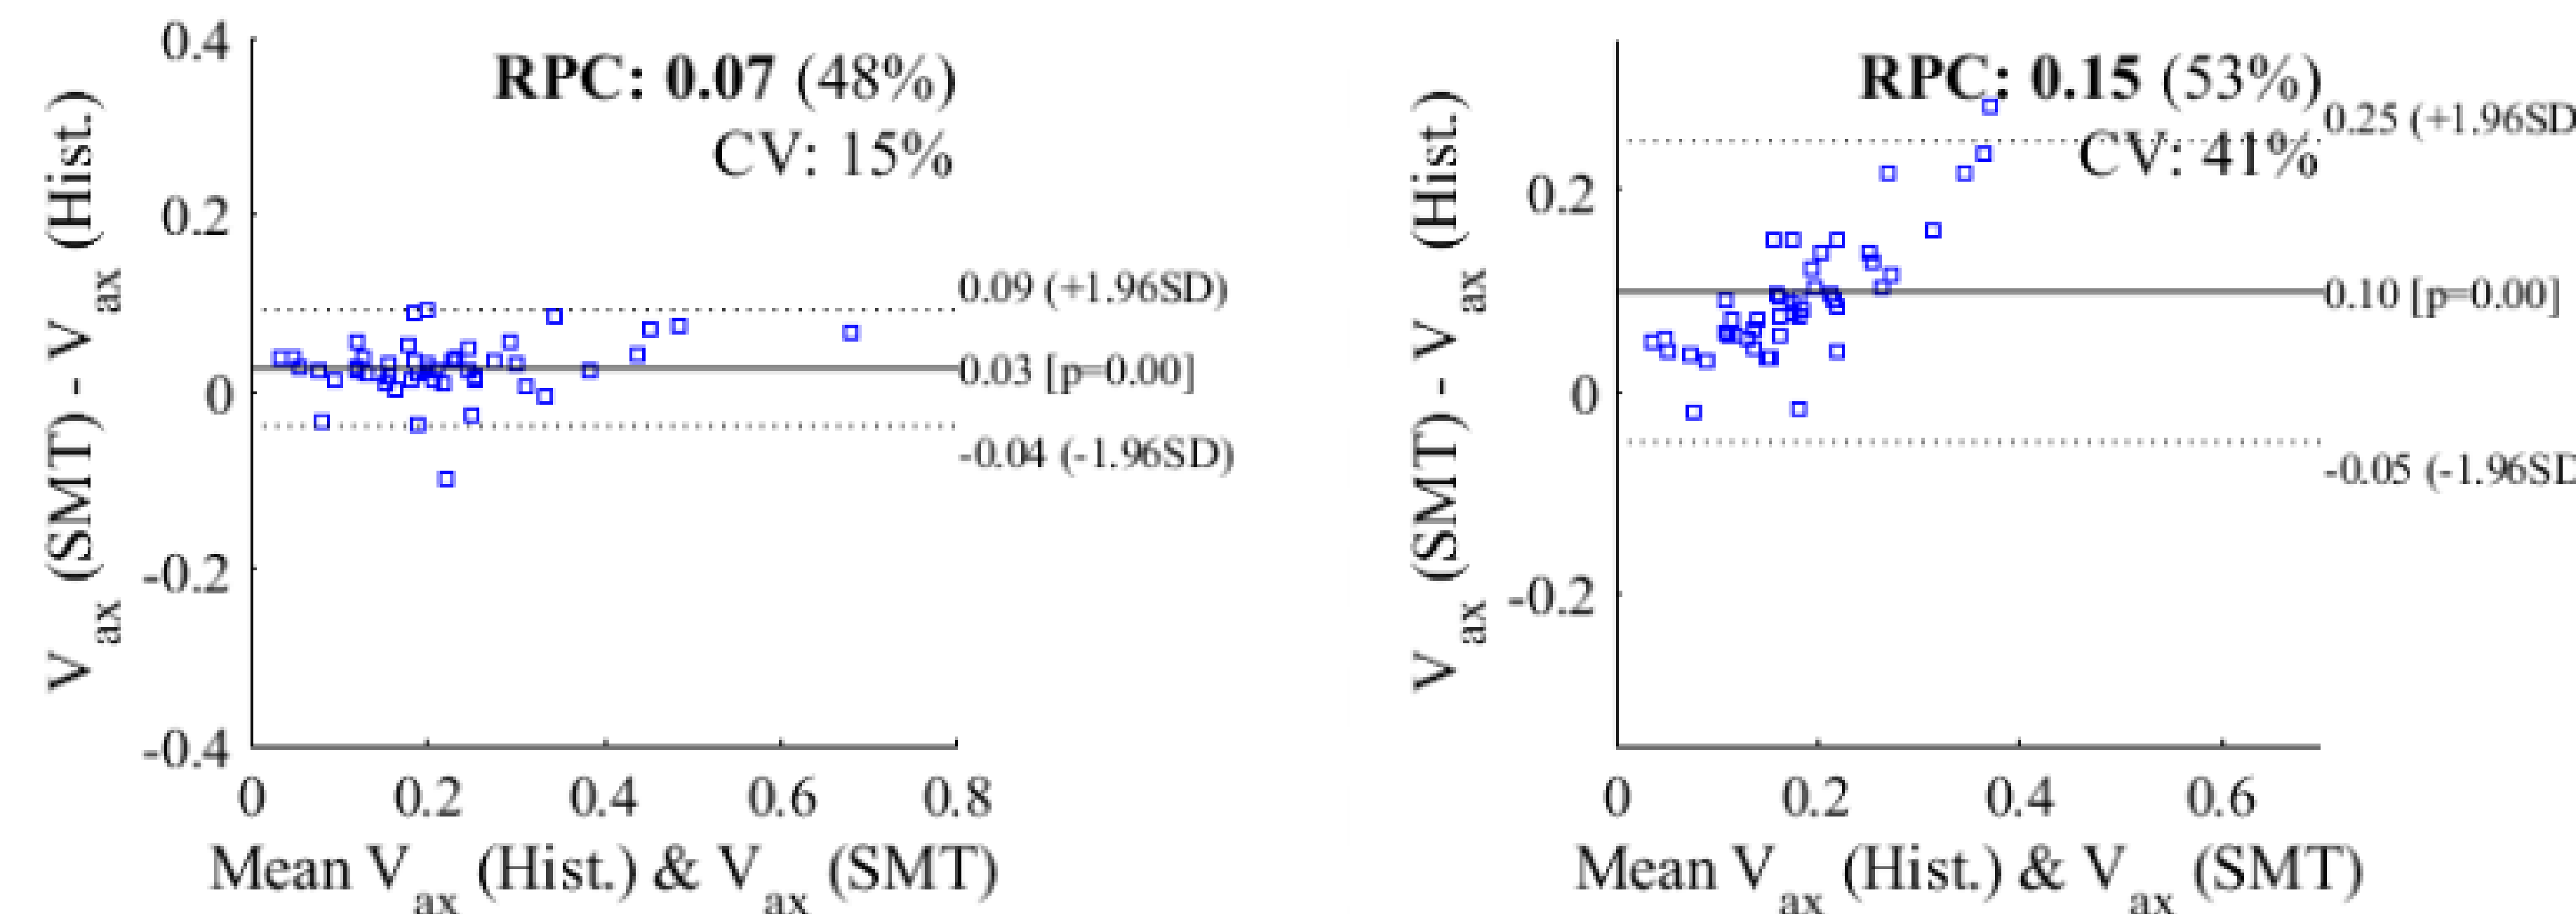 0.4
0.2
0
-0.2
-0.4
V_ax (SMT) - V_ax (Hist.)
RPC: 0.07 (48%)
CV: 15%
0.09 (+1.96SD)
0.03 [p=0.00]
-0.04 (-1.96SD)
0 0.2 0.4 0.6 0.8
Mean V_ax (Hist.) & V_ax (SMT)
0.2
0
-0.2
V_ax (SMT) - V_ax (Hist.)
RPC: 0.15 (53%)
CV: 41%
0.25 (+1.96SD
0.10 [p=0.00]
-0.05 (-1.96SD
0 0.2 0.4 0.6
Mean V_ax (Hist.) & V_ax (SMT)